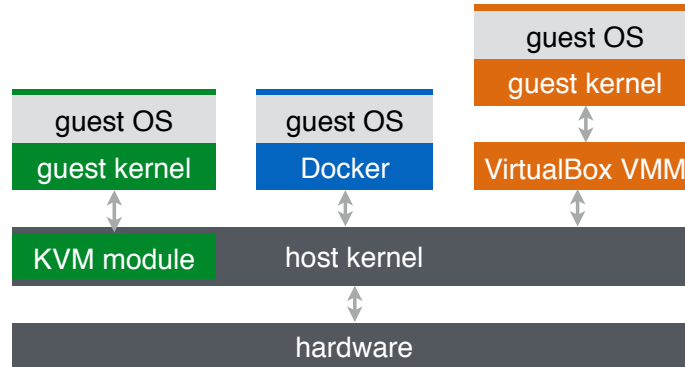 guest OS
guest kernel
guest OS
guest kernel
guest OS
Docker
VirtualBox VMM
KVM module
host kernel
hardware